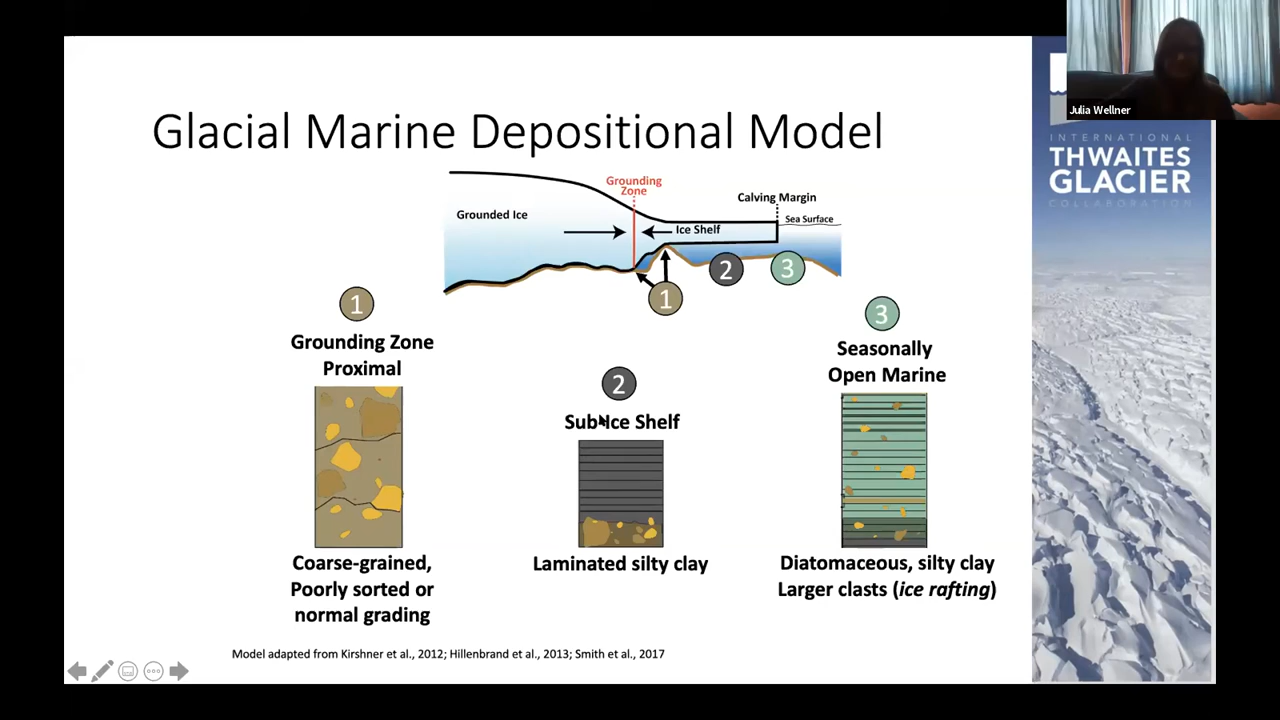 Julia Wellner
INTERNATIONAL
THWAITES
GLACIER
COLLABORATION
Glacial Marine Depositional Model
Grounding
Zone
Calving Margin
Grounded Ice
Sea Surface
Ice Shelf
1
2
3
1
Grounding Zone
Proximal
2
Sub-Ice Shelf
3
Seasonally
Open Marine
Coarse-grained,
Poorly sorted or
normal grading
Laminated silty clay
Diatomaceous, silty clay
Larger clasts (ice rafting)
Model adapted from Kirshner et al., 2012; Hillenbrand et al., 2013; Smith et al., 2017